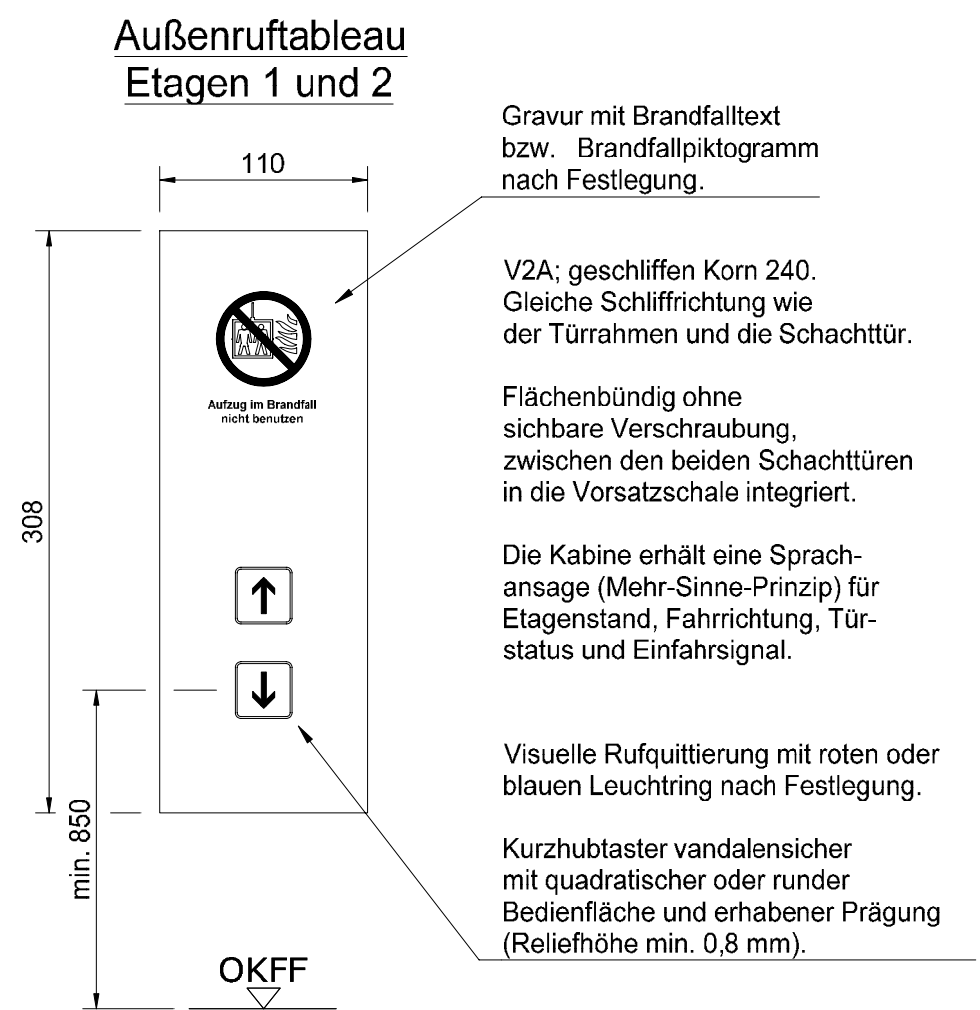 Außenruftableau
Etagen 1 und 2
Gravur mit Brandfalltext
bzw. Brandfallpiktogramm
nach Festlegung.
110
V2A; geschliffen Korn 240.
Gleiche Schliffrichtung wie
der Türrahmen und die Schachttür.
Aufzug im Brandfall
nicht benutzen
Flächenbündig ohne
sichbare Verschraubung,
zwischen den beiden Schachttüren
in die Vorsatzschale integriert.
308
Die Kabine erhält eine Sprach-
ansage (Mehr-Sinne-Prinzip) für
Etagenstand, Fahrrichtung, Tür-
status und Einfahrsignal.
Visuelle Rufquittierung mit roten oder
blauen Leuchtring nach Festlegung.
min. 850
Kurzhubtaster vandalensicher
mit quadratischer oder runder
Bedienfläche und erhabener Prägung
(Reliefhöhe min. 0,8 mm).
OKFF